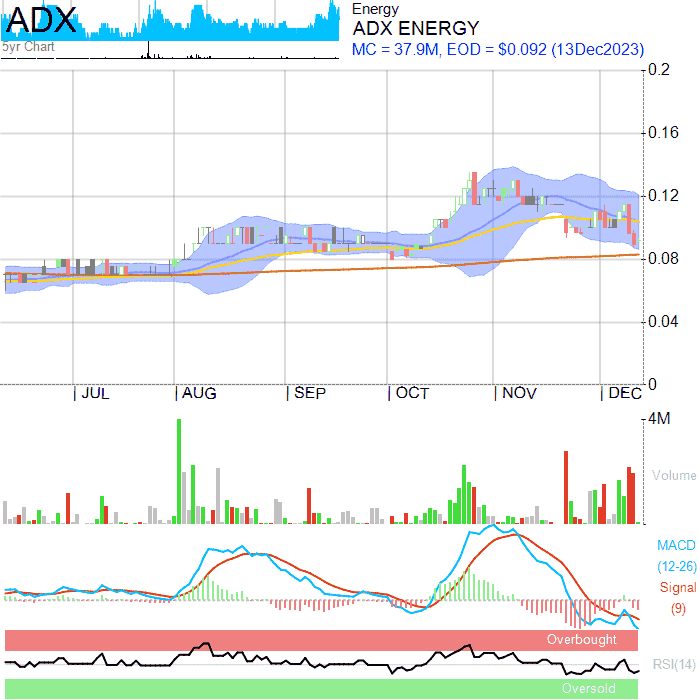 ADX
5yr Chart
Energy
ADX ENERGY
MC = 37.9M, EOD = $0.092 (13Dec2023)
0.2
0.16
0.12
0.08
0.04
0
JUL AUG SEP OCT NOV DEC
4M
Volume
MACD
(12-26)
Signal
(9)
Overbought
RSI(14)
Oversold